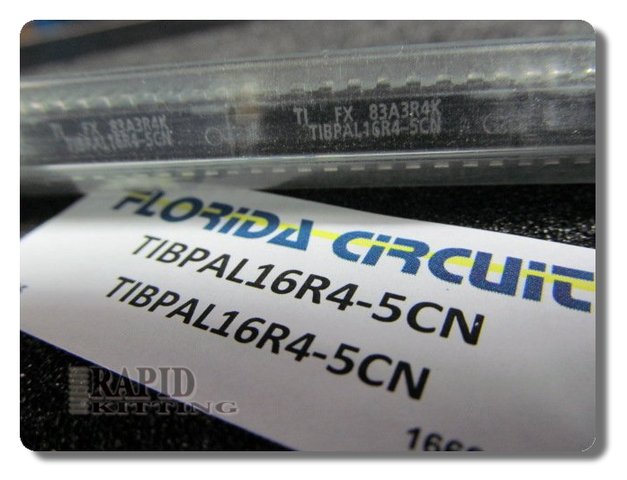 TI FX 83A3R4K
TIBPAL16R4-5CN
TI FX 83A3R4K
TIBPAL16R4-5CN
FLORIDA CIRCUIT
TIBPAL16R4-5CN
TIBPAL16R4-5CN
RAPID
KITTING